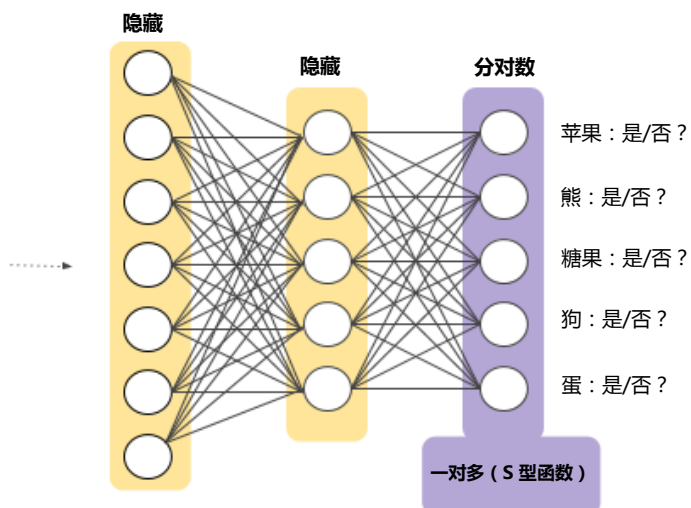 隐藏
隐藏
分对数
苹果：是/否？
熊：是/否？
糖果：是/否？
狗：是/否？
蛋：是/否？
一对多（S 型函数）